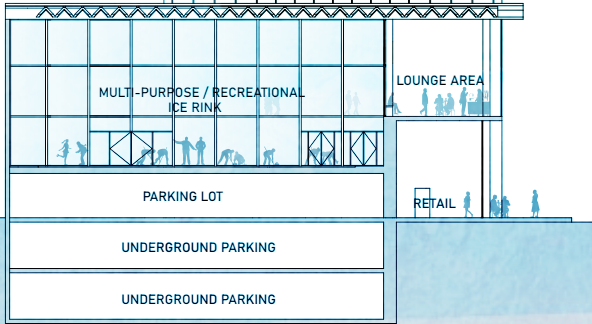 MULTI-PURPOSE / RECREATIONAL
ICE RINK
LOUNGE AREA
PARKING LOT
RETAIL
UNDERGROUND PARKING
UNDERGROUND PARKING